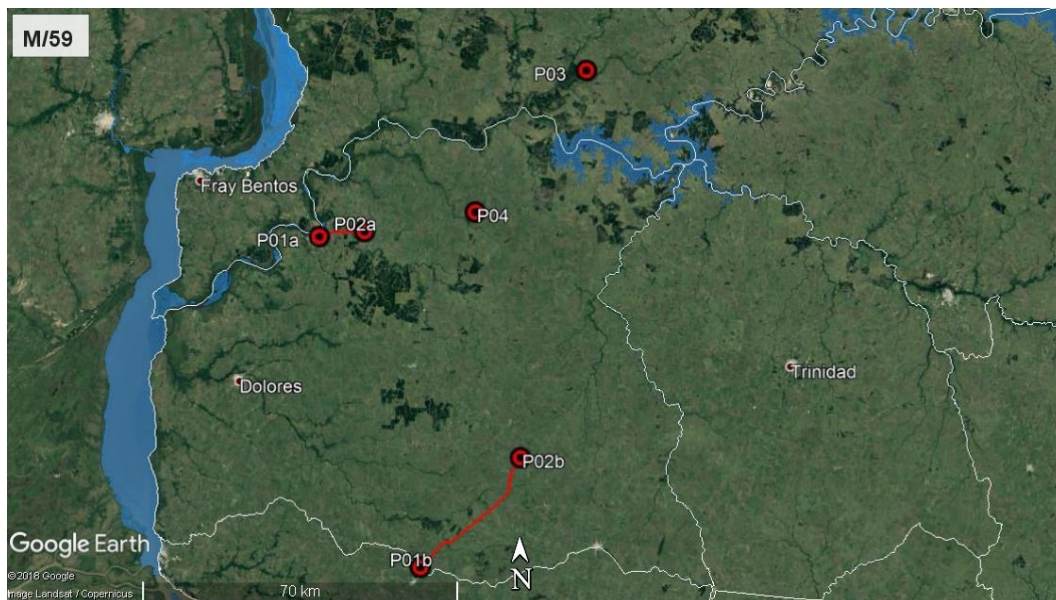 M/59
P03
Fray Bentos
P04
P02a
P01a
Trinidad
Dolores
P02b
Google Earth
P01b
N
©2018 Google
Image Landsat / Copernicus
70 km